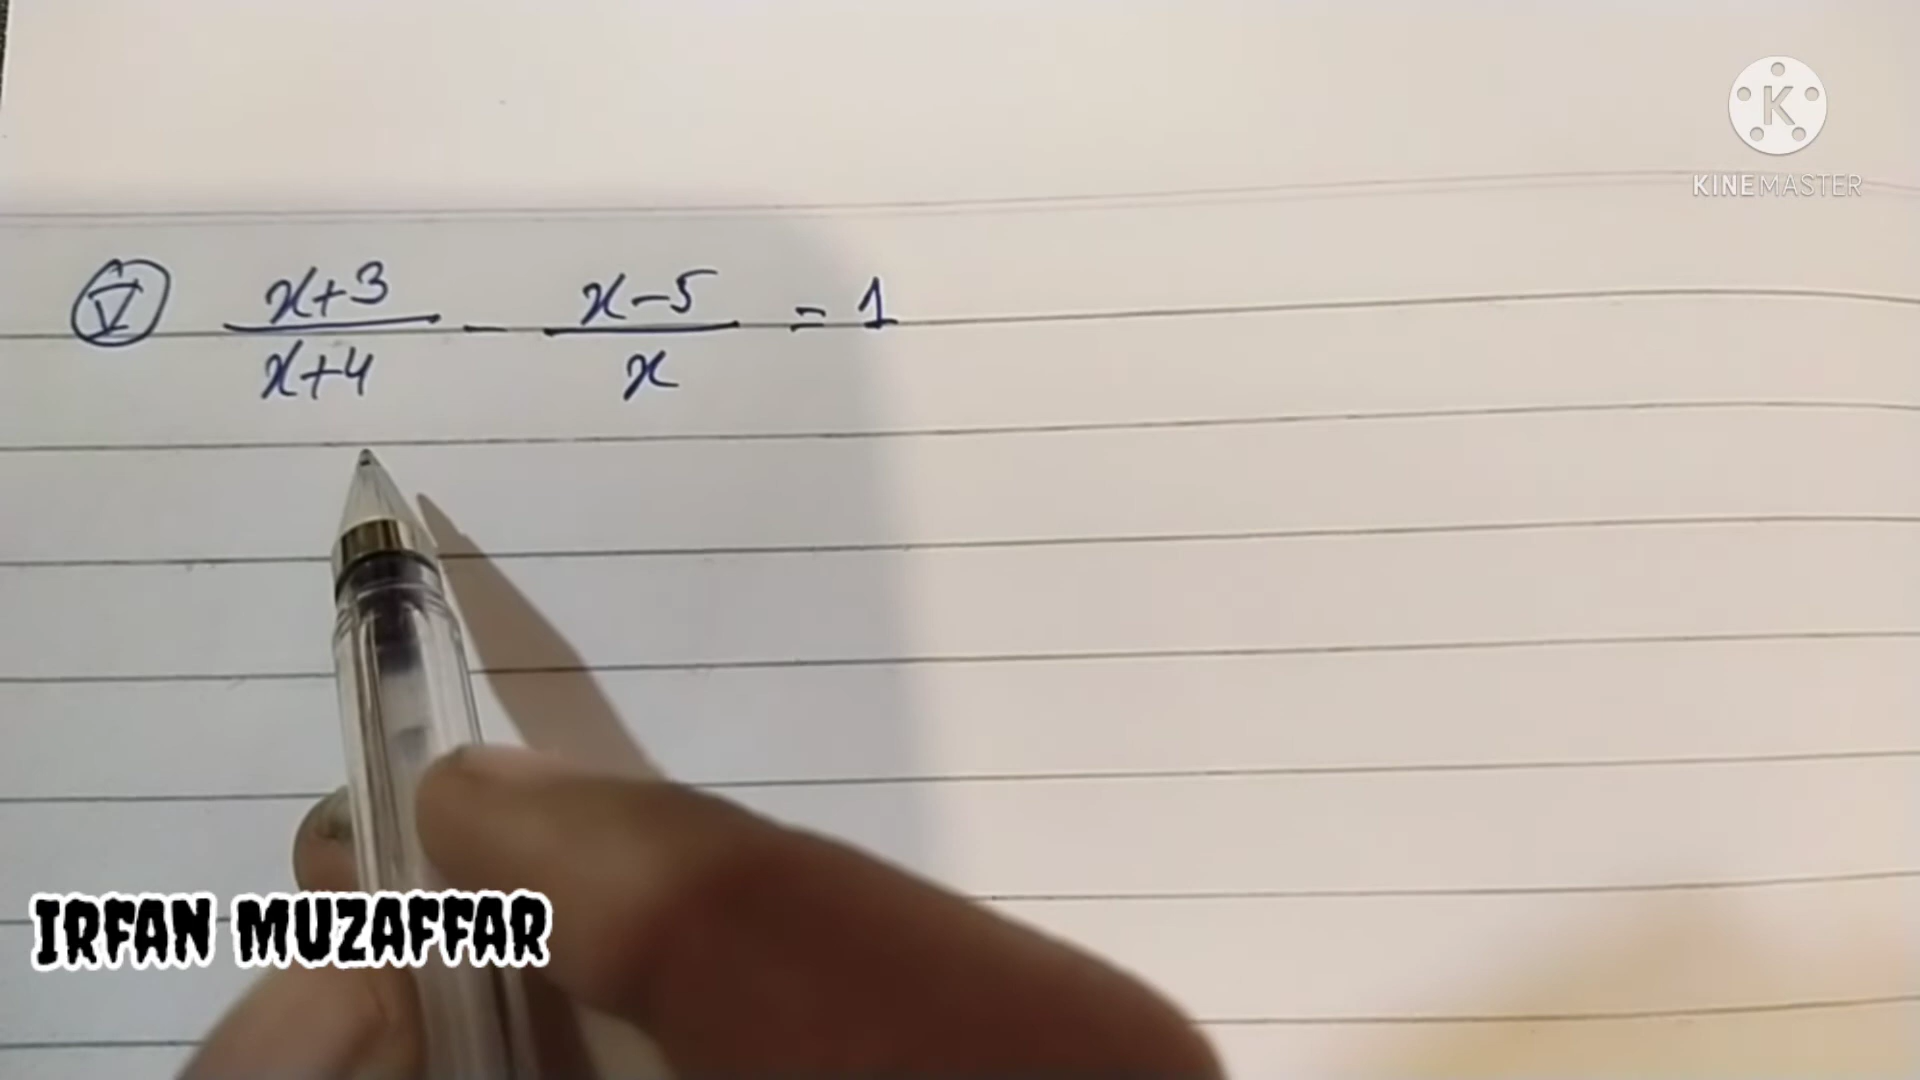 KINEMASTER
Ⓥ (x+3)/(x+4) - (x-5)/x = 1
IRFAN MUZAFFAR